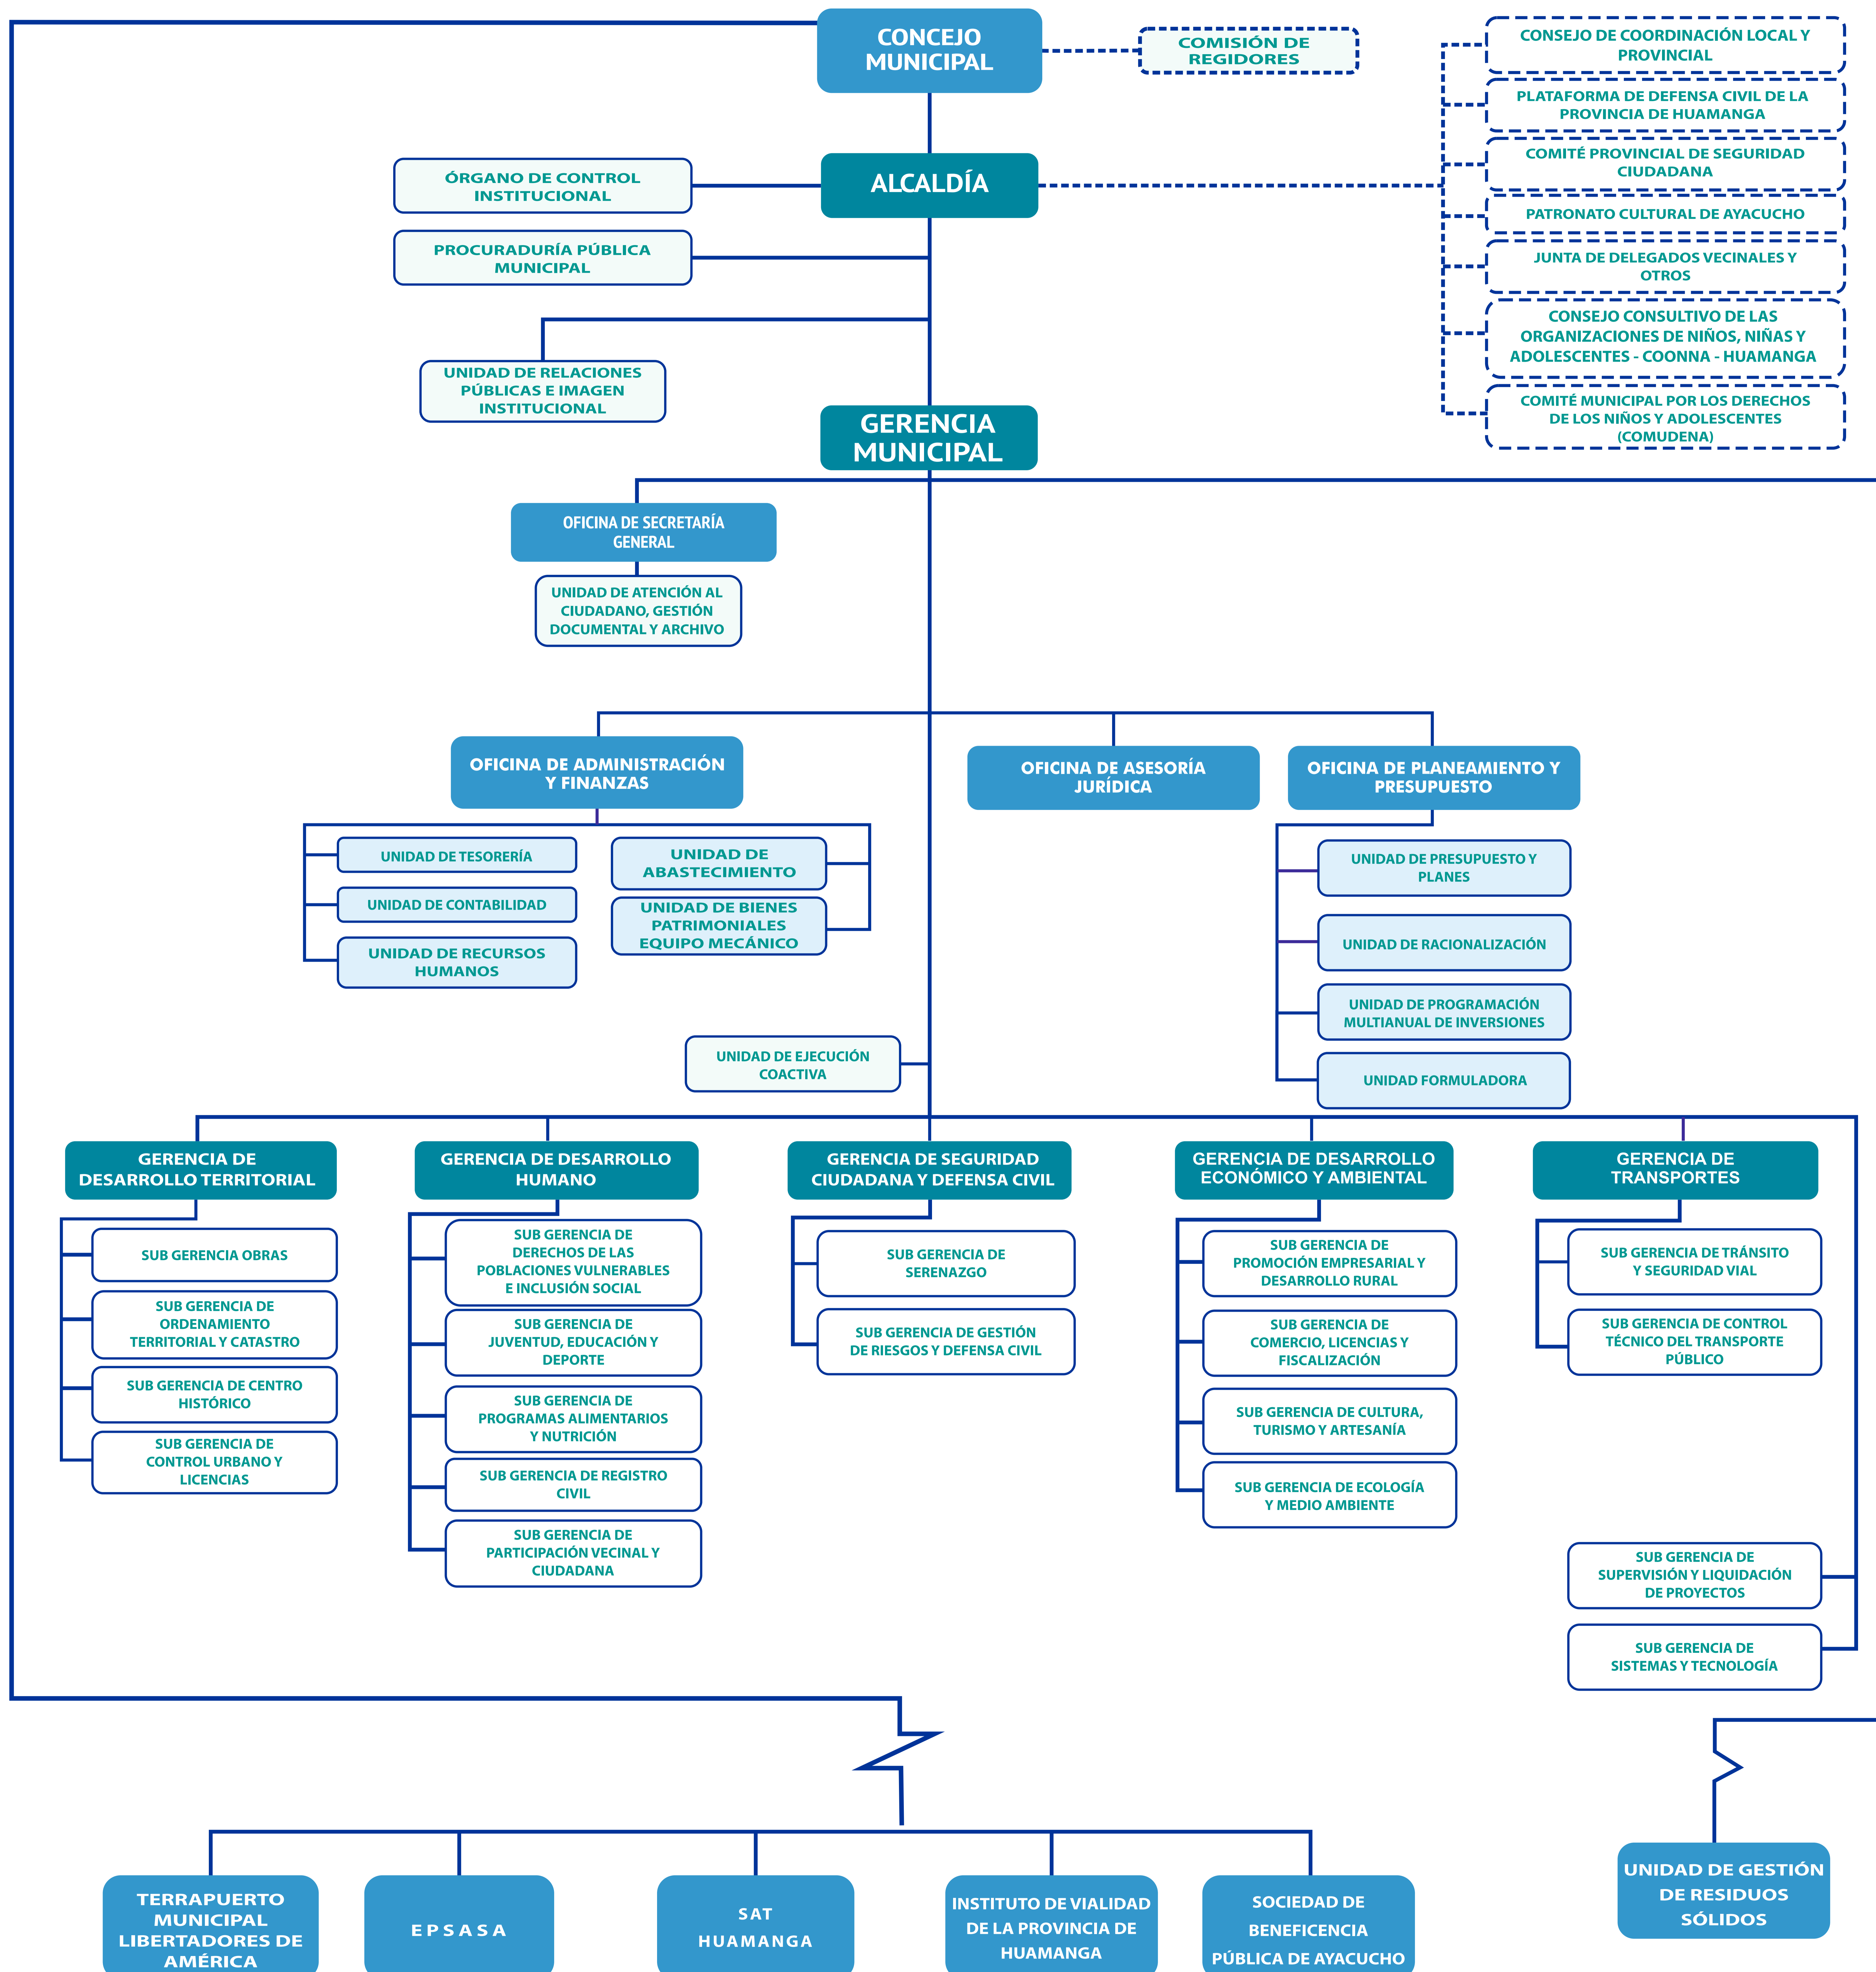 CONCEJO
MUNICIPAL
COMISIÓN DE
REGIDORES
CONSEJO DE COORDINACIÓN LOCAL Y
PROVINCIAL
PLATAFORMA DE DEFENSA CIVIL DE LA
PROVINCIA DE HUAMANGA
COMITÉ PROVINCIAL DE SEGURIDAD
CIUDADANA
PATRONATO CULTURAL DE AYACUCHO
JUNTA DE DELEGADOS VECINALES Y
OTROS
CONSEJO CONSULTIVO DE LAS
ORGANIZACIONES DE NIÑOS, NIÑAS Y
ADOLESCENTES - COONNA - HUAMANGA
COMITÉ MUNICIPAL POR LOS DERECHOS
DE LOS NIÑOS Y ADOLESCENTES
(COMUDENA)
ALCALDÍA
ÓRGANO DE CONTROL
INSTITUCIONAL
PROCURADURÍA PÚBLICA
MUNICIPAL
UNIDAD DE RELACIONES
PÚBLICAS E IMAGEN
INSTITUCIONAL
GERENCIA
MUNICIPAL
OFICINA DE SECRETARÍA
GENERAL
UNIDAD DE ATENCIÓN AL
CIUDADANO, GESTIÓN
DOCUMENTAL Y ARCHIVO
OFICINA DE ADMINISTRACIÓN
Y FINANZAS
OFICINA DE ASESORÍA
JURÍDICA
OFICINA DE PLANEAMIENTO Y
PRESUPUESTO
UNIDAD DE TESORERÍA
UNIDAD DE CONTABILIDAD
UNIDAD DE RECURSOS
HUMANOS
UNIDAD DE
ABASTECIMIENTO
UNIDAD DE BIENES
PATRIMONIALES
EQUIPO MECÁNICO
UNIDAD DE PRESUPUESTO Y
PLANES
UNIDAD DE RACIONALIZACIÓN
UNIDAD DE PROGRAMACIÓN
MULTIANUAL DE INVERSIONES
UNIDAD FORMULADORA
UNIDAD DE EJECUCIÓN
COACTIVA
GERENCIA DE
DESARROLLO TERRITORIAL
SUB GERENCIA OBRAS
SUB GERENCIA DE
ORDENAMIENTO
TERRITORIAL Y CATASTRO
SUB GERENCIA DE CENTRO
HISTÓRICO
SUB GERENCIA DE
CONTROL URBANO Y
LICENCIAS
GERENCIA DE DESARROLLO
HUMANO
SUB GERENCIA DE
DERECHOS DE LAS
POBLACIONES VULNERABLES
E INCLUSIÓN SOCIAL
SUB GERENCIA DE
JUVENTUD, EDUCACIÓN Y
DEPORTE
SUB GERENCIA DE
PROGRAMAS ALIMENTARIOS
Y NUTRICIÓN
SUB GERENCIA DE REGISTRO
CIVIL
SUB GERENCIA DE
PARTICIPACIÓN VECINAL Y
CIUDADANA
GERENCIA DE SEGURIDAD
CIUDADANA Y DEFENSA CIVIL
SUB GERENCIA DE
SERENAZGO
SUB GERENCIA DE GESTIÓN
DE RIESGOS Y DEFENSA CIVIL
GERENCIA DE DESARROLLO
ECONÓMICO Y AMBIENTAL
SUB GERENCIA DE
PROMOCIÓN EMPRESARIAL Y
DESARROLLO RURAL
SUB GERENCIA DE
COMERCIO, LICENCIAS Y
FISCALIZACIÓN
SUB GERENCIA DE CULTURA,
TURISMO Y ARTESANÍA
SUB GERENCIA DE ECOLOGÍA
Y MEDIO AMBIENTE
GERENCIA DE
TRANSPORTES
SUB GERENCIA DE TRÁNSITO
Y SEGURIDAD VIAL
SUB GERENCIA DE CONTROL
TÉCNICO DEL TRANSPORTE
PÚBLICO
SUB GERENCIA DE
SUPERVISIÓN Y LIQUIDACIÓN
DE PROYECTOS
SUB GERENCIA DE
SISTEMAS Y TECNOLOGÍA
TERRAPUERTO
MUNICIPAL
LIBERTADORES DE
AMÉRICA
EPSASA
SAT
HUAMANGA
INSTITUTO DE VIALIDAD
DE LA PROVINCIA DE
HUAMANGA
SOCIEDAD DE
BENEFICENCIA
PÚBLICA DE AYACUCHO
UNIDAD DE GESTIÓN
DE RESIDUOS
SÓLIDOS